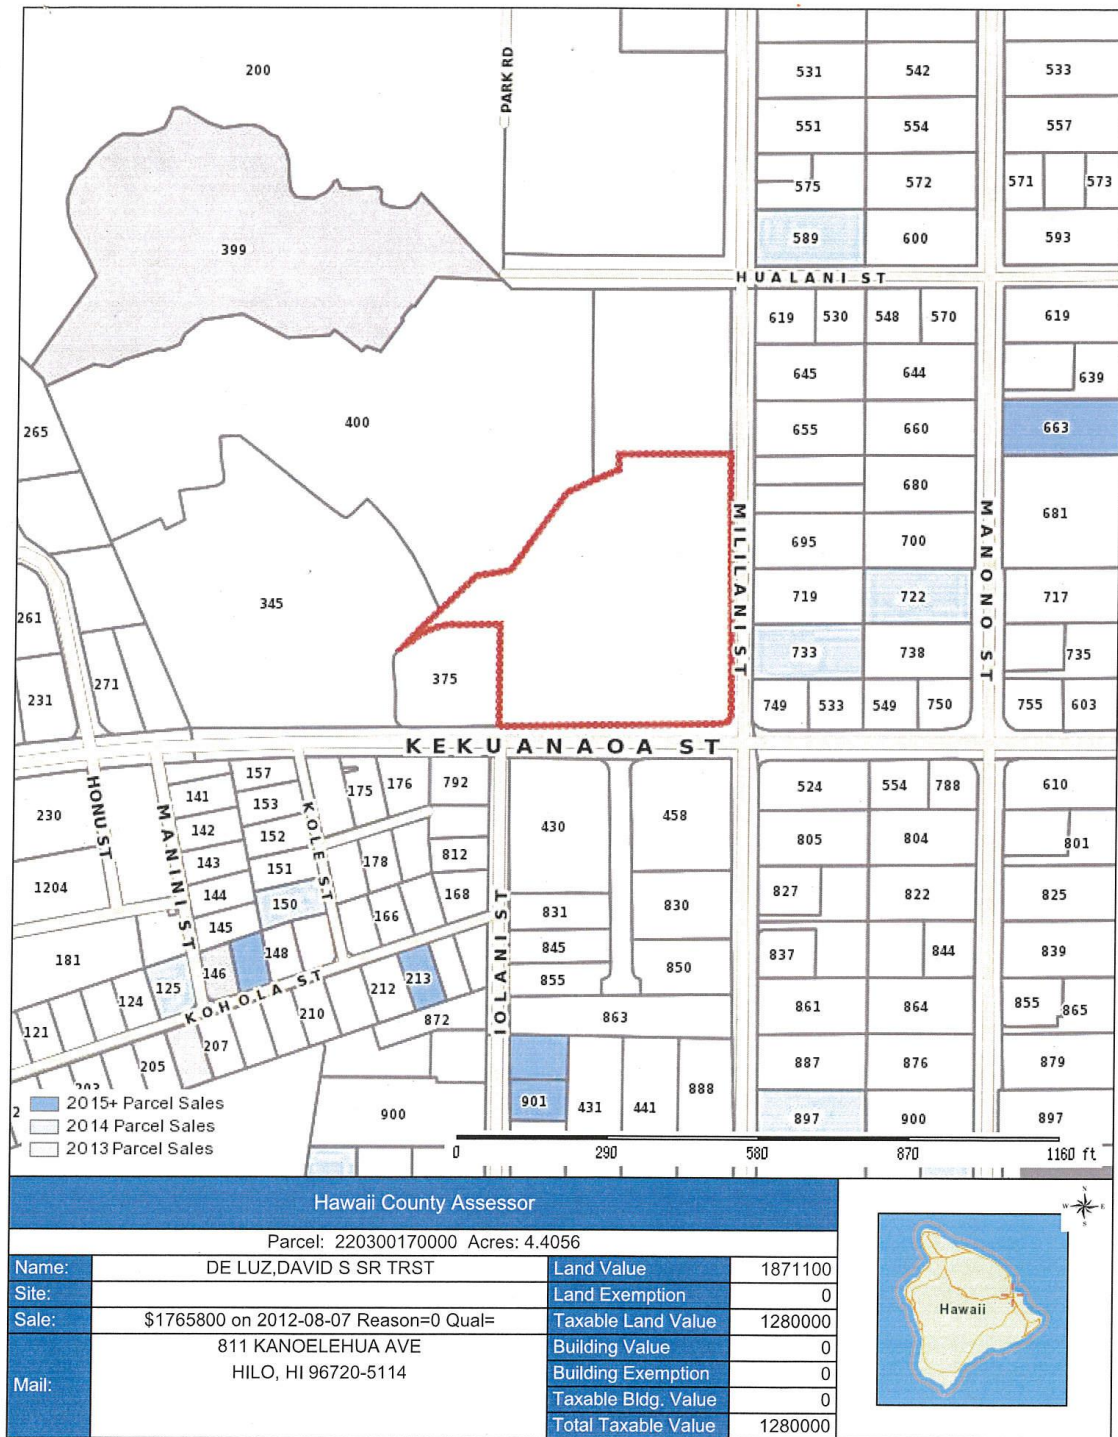 200
PARK RD
531 542 533
551 554 557
575 572 571 573
589 600 593
399
HUALANI ST
619 530 548 570 619
645 644 639
400
265
655 660 663
680
MILILANI ST
MANONO ST
681
695 700
345
719 722 717
261
733 738 735
231 271
375
749 533 549 750 755 603
KEKUANAOA ST
157
141
175 176 792
524 554 788 610
230
HONU ST
MANINI ST
153
KOLE ST
142 152
430 458
805 804 801
143 151 178 812
1204
144 150 168
827 822 825
145 166
IOLANI ST
831 830
181
148
845
837 844 839
146
125
KOHOLA ST
212 213
855 850
124 210
872
863
861 864 855 865
121
207
205
203
887 876 879
888
2
2015+ Parcel Sales
2014 Parcel Sales
2013 Parcel Sales
900
901 431 441
897 900 897
0 290 580 870 1160 ft
Hawaii County Assessor
Parcel: 220300170000 Acres: 4.4056
Name: DE LUZ,DAVID S SR TRST Land Value 1871100
Site: Land Exemption 0
Sale: $1765800 on 2012-08-07 Reason=0 Qual= Taxable Land Value 1280000
Mail: 811 KANOELEHUA AVE Building Value 0
HILO, HI 96720-5114 Building Exemption 0
Taxable Bldg. Value 0
Total Taxable Value 1280000
N
W E
S
Hawaii